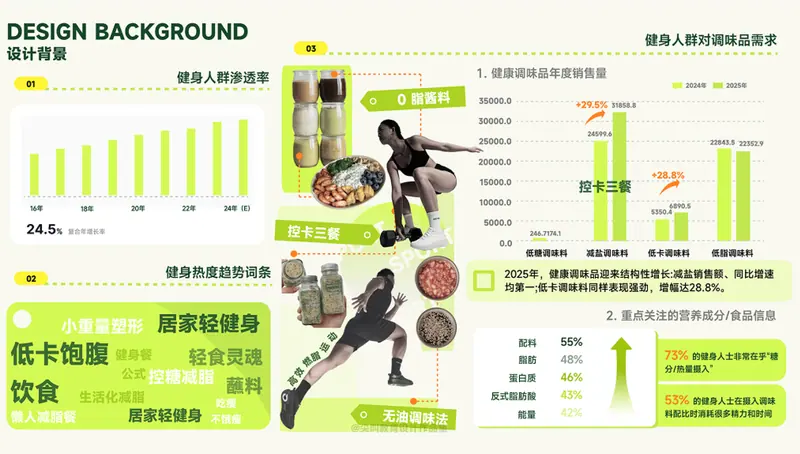 DESIGN BACKGROUND
设计背景
01
健身人群渗透率
16年 18年 20年 22年 24年 (E)
24.5% 复合年增长率
02
健身热度趋势词条
小重量塑形
居家轻健身
低卡饱腹
健身餐
轻食灵魂
公式
控糖减脂
饮食
生活化减脂
蘸料
吃瘦
懒人减脂餐
居家轻健身
不饿瘦
03
健身人群对调味品需求
0 脂酱料
控卡三餐
SPORT
高效 燃脂 运动
无油调味法
1. 健康调味品年度销售量
2024年 2025年
35000.0
30000.0
25000.0
20000.0
15000.0
10000.0
5000.0
0.0
246.7174.1
+29.5%
24599.6
31858.8
控卡三餐
+28.8%
5350.4
6890.5
22843.5
22352.9
低糖调味料 减盐调味料 低卡调味料 低脂调味料
2025年，健康调味品迎来结构性增长:减盐销售额、同比增速
均第一;低卡调味料同样表现强劲，增幅达28.8%。
2. 重点关注的营养成分/食品信息
配料 55%
脂肪 48%
蛋白质 46%
反式脂肪酸 43%
能量 42%
73% 的健身人士非常在乎“糖
分/热量摄入”
53% 的健身人士在摄入调味
料配比时消耗很多精力和时间